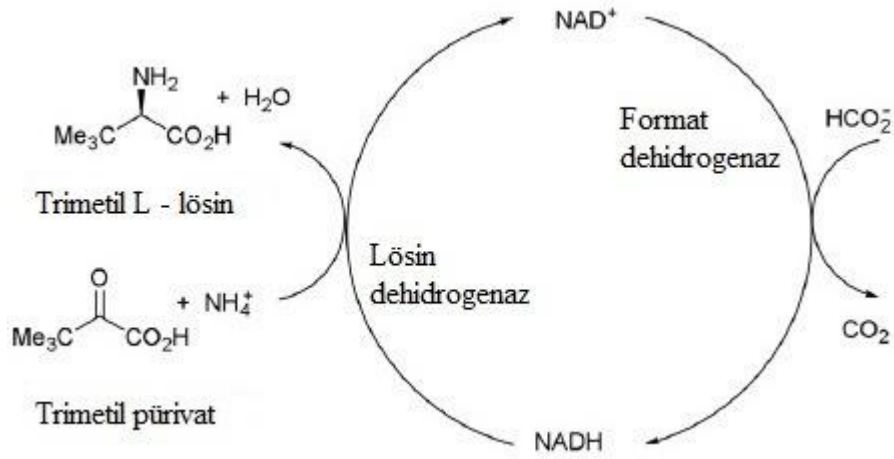 NAD⁺
NH₂
+ H₂O
Me₃C CO₂H
Trimetil L - lösin
Format
dehidrogenaz
HCO₂⁻
O
+ NH₄⁺
Me₃C CO₂H
Trimetil pürivat
Lösin
dehidrogenaz
CO₂
NADH